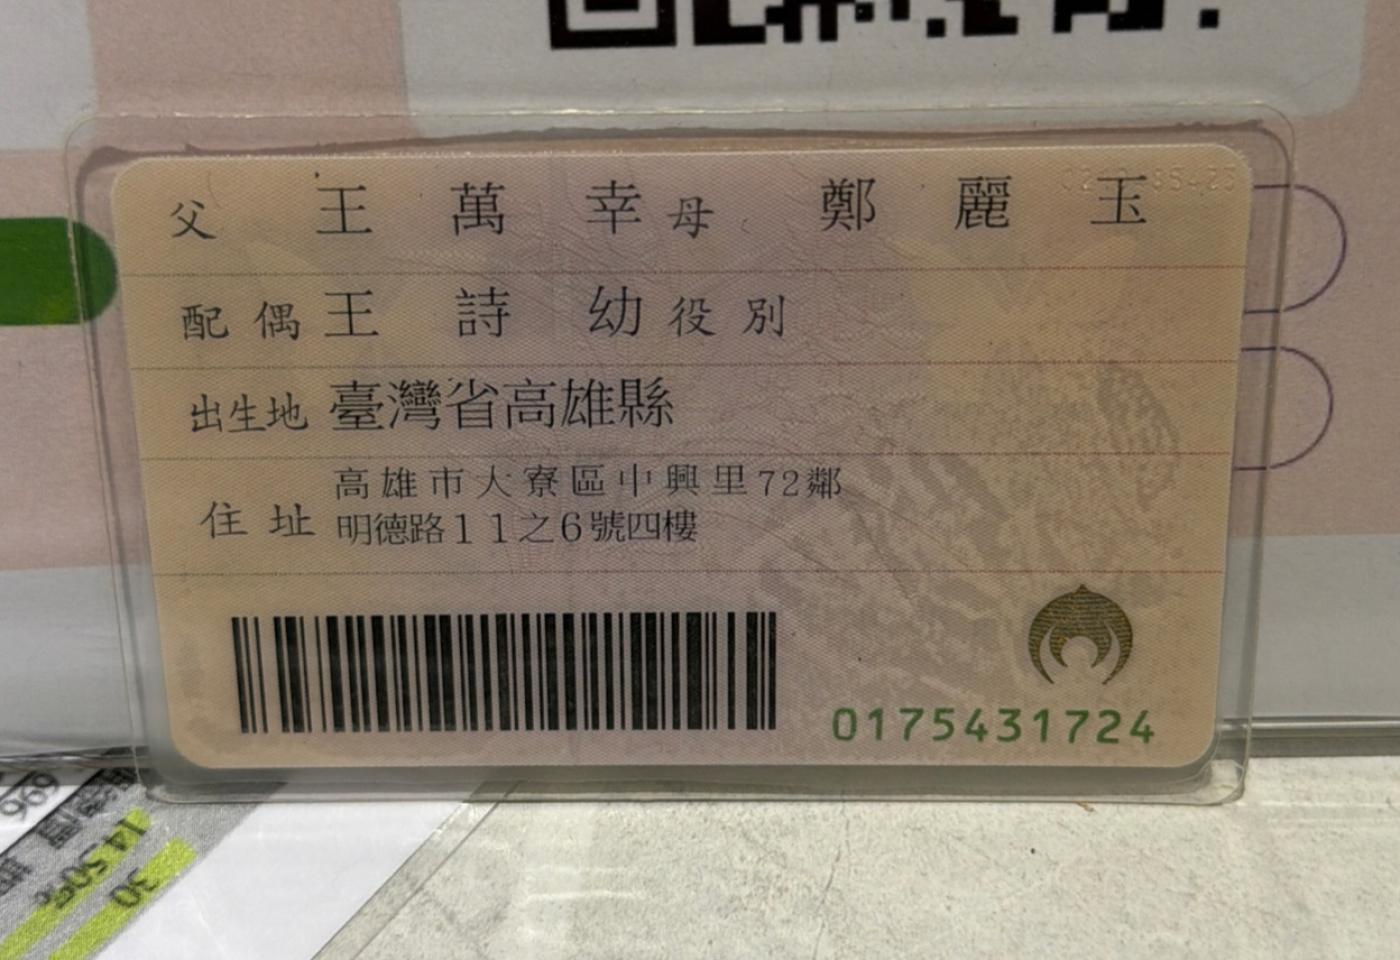 父 王萬幸 母 鄭麗玉
配偶 王詩幼 役別
出生地 臺灣省高雄縣
住址 高雄市大寮區中興里72鄰
明德路11之6號四樓
0175431724
30